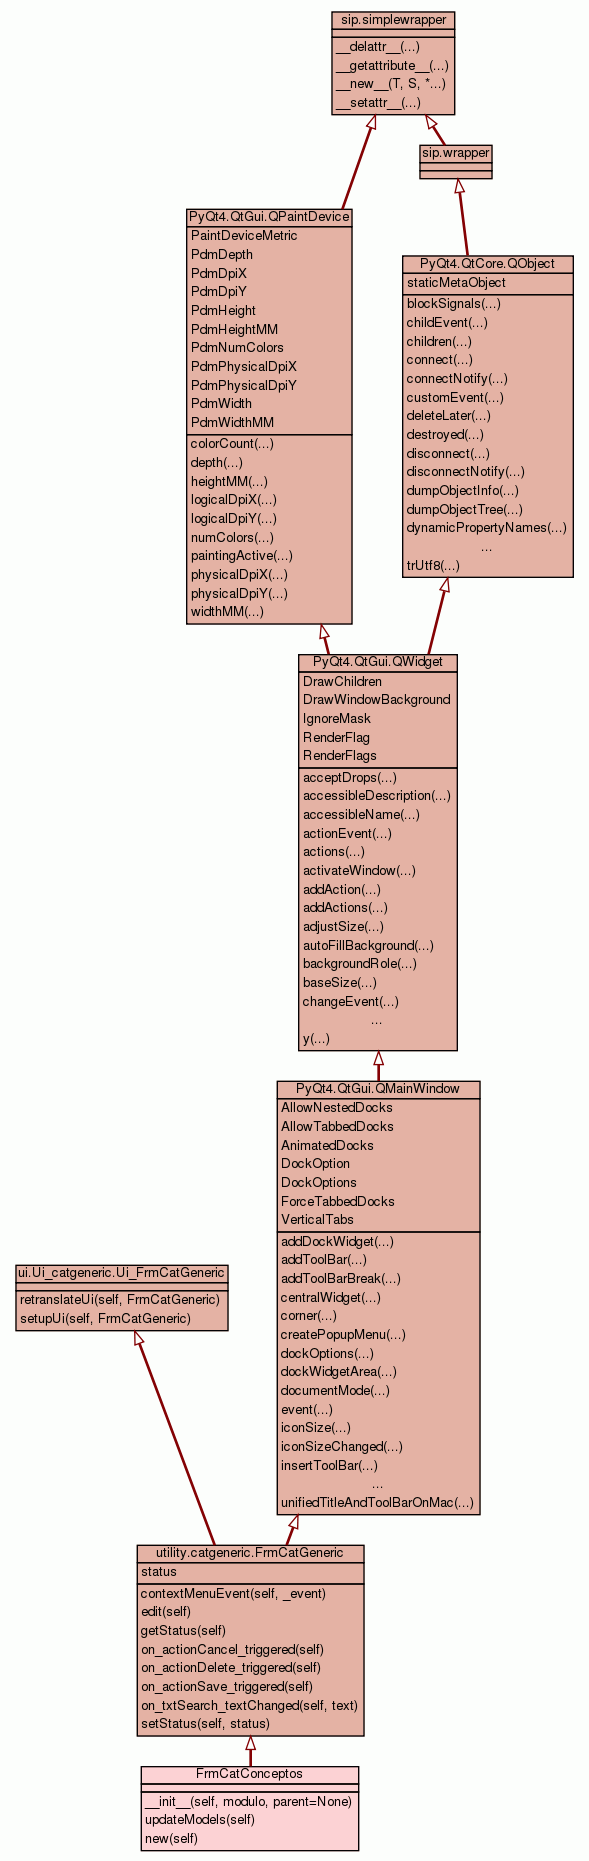 sip.simplewrapper
__delattr__(...)
__getattribute__(...)
__new__(T, S, *...)
__setattr__(...)
sip.wrapper
PyQt4.QtGui.QPaintDevice
PaintDeviceMetric
PdmDepth
PdmDpiX
PdmDpiY
PdmHeight
PdmHeightMM
PdmNumColors
PdmPhysicalDpiX
PdmPhysicalDpiY
PdmWidth
PdmWidthMM
colorCount(...)
depth(...)
heightMM(...)
logicalDpiX(...)
logicalDpiY(...)
numColors(...)
paintingActive(...)
physicalDpiX(...)
physicalDpiY(...)
widthMM(...)
PyQt4.QtCore.QObject
staticMetaObject
blockSignals(...)
childEvent(...)
children(...)
connect(...)
connectNotify(...)
customEvent(...)
deleteLater(...)
destroyed(...)
disconnect(...)
disconnectNotify(...)
dumpObjectInfo(...)
dumpObjectTree(...)
dynamicPropertyNames(...)
...
trUtf8(...)
PyQt4.QtGui.QWidget
DrawChildren
DrawWindowBackground
IgnoreMask
RenderFlag
RenderFlags
acceptDrops(...)
accessibleDescription(...)
accessibleName(...)
actionEvent(...)
actions(...)
activateWindow(...)
addAction(...)
addActions(...)
adjustSize(...)
autoFillBackground(...)
backgroundRole(...)
baseSize(...)
changeEvent(...)
...
y(...)
PyQt4.QtGui.QMainWindow
AllowNestedDocks
AllowTabbedDocks
AnimatedDocks
DockOption
DockOptions
ForceTabbedDocks
VerticalTabs
addDockWidget(...)
addToolBar(...)
addToolBarBreak(...)
centralWidget(...)
corner(...)
createPopupMenu(...)
dockOptions(...)
dockWidgetArea(...)
documentMode(...)
event(...)
iconSize(...)
iconSizeChanged(...)
insertToolBar(...)
...
unifiedTitleAndToolBarOnMac(...)
ui.Ui_catgeneric.Ui_FrmCatGeneric
retranslateUi(self, FrmCatGeneric)
setupUi(self, FrmCatGeneric)
utility.catgeneric.FrmCatGeneric
status
contextMenuEvent(self, _event)
edit(self)
getStatus(self)
on_actionCancel_triggered(self)
on_actionDelete_triggered(self)
on_actionSave_triggered(self)
on_txtSearch_textChanged(self, text)
setStatus(self, status)
FrmCatConceptos
__init__(self, modulo, parent=None)
updateModels(self)
new(self)